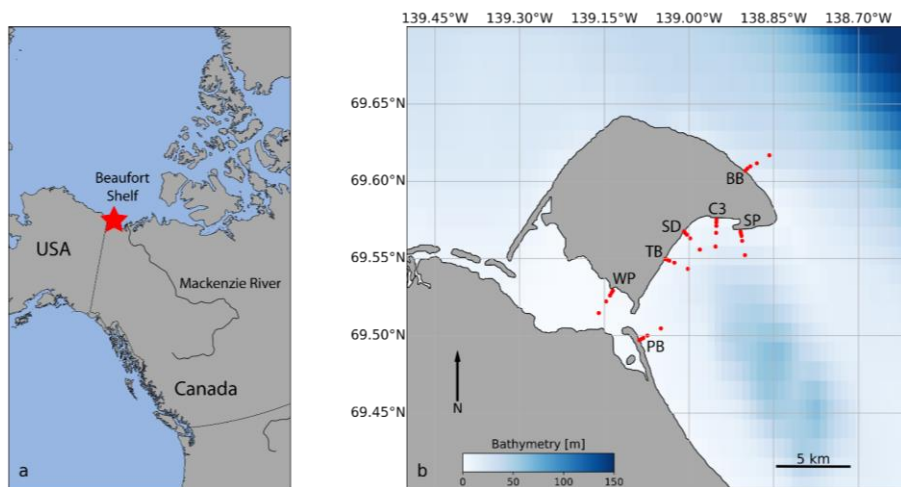 Beaufort
Shelf
USA
Mackenzie River
Canada
a
139.45°W 139.30°W 139.15°W 139.00°W 138.85°W 138.70°W
69.65°N
69.60°N
69.55°N
69.50°N
69.45°N
BB
C3
SP
SD
TB
WP
PB
N
Bathymetry [m]
0 50 100 150
5 km
b